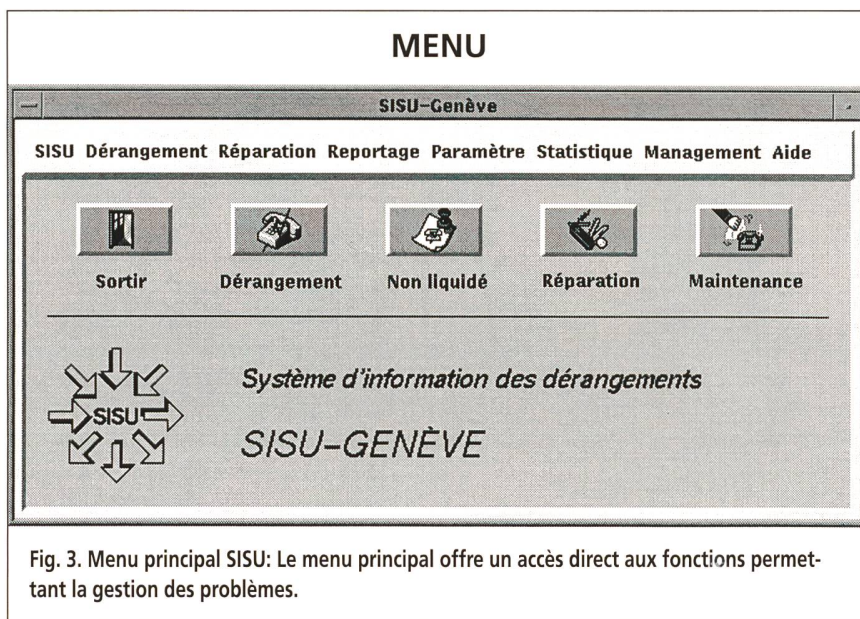 MENU
SISU-Genève
SISU Dérangement Réparation Reportage Paramètre Statistique Management Aide
Sortir Dérangement Non liquidé Réparation Maintenance
Système d'information des dérangements
SISU
SISU-GENÈVE
Fig. 3. Menu principal SISU: Le menu principal offre un accès direct aux fonctions permet-
tant la gestion des problèmes.